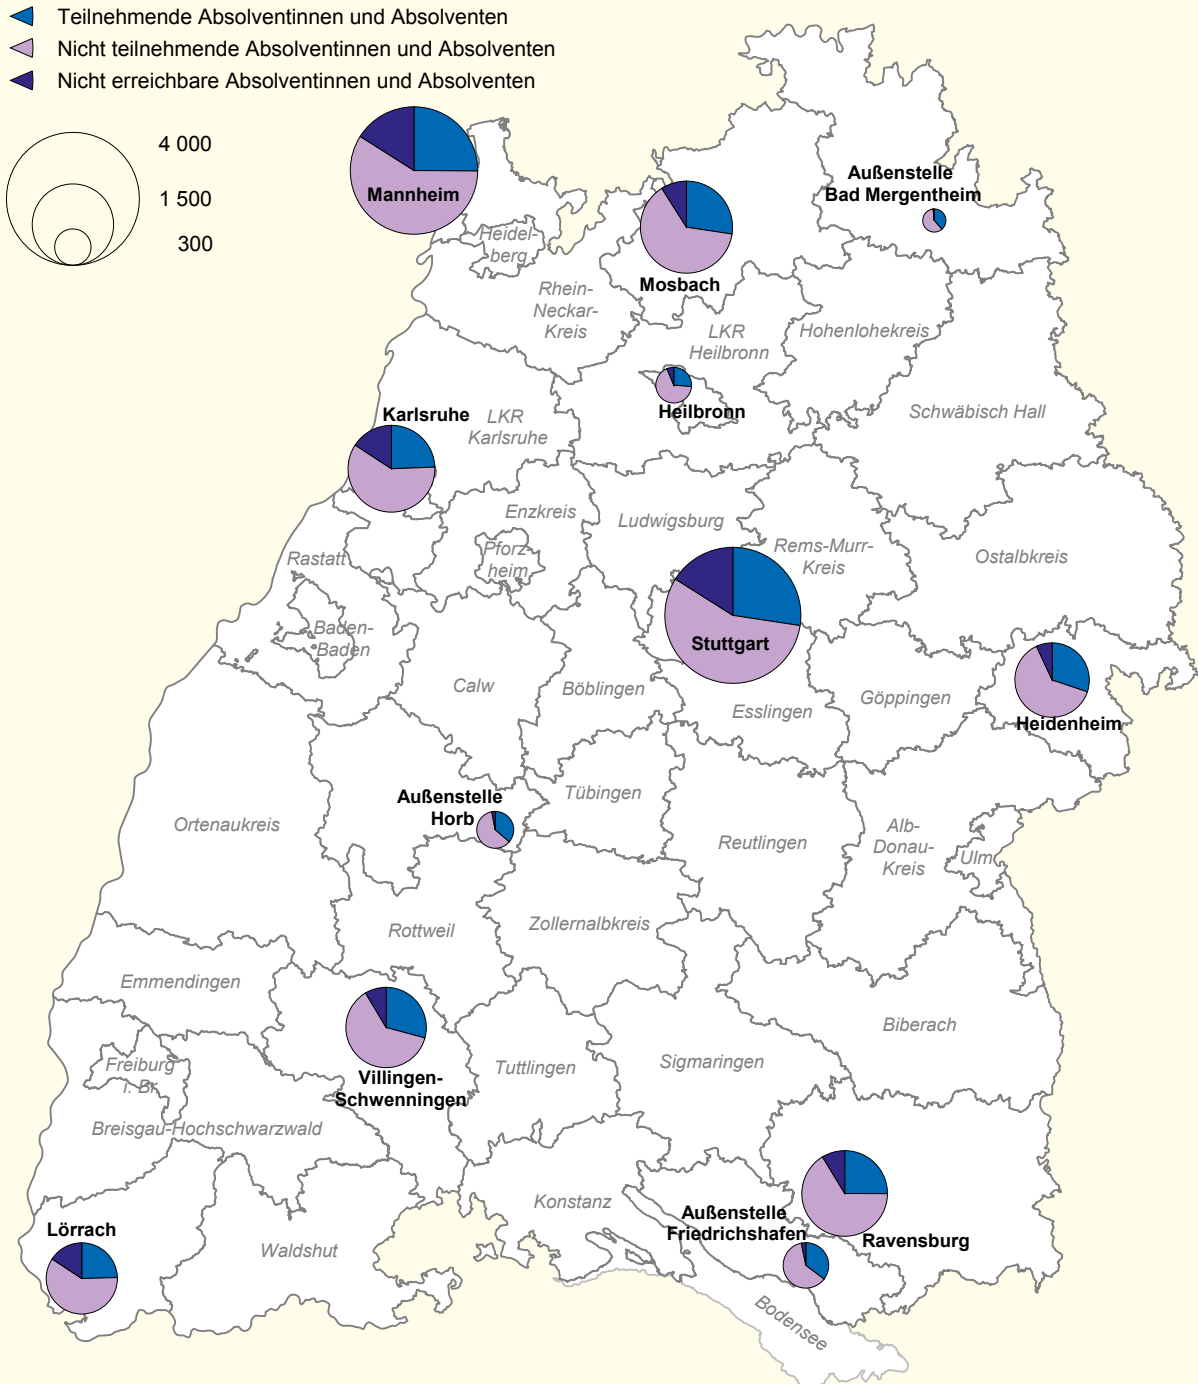 Teilnehmende Absolventinnen und Absolventen
Nicht teilnehmende Absolventinnen und Absolventen
Nicht erreichbare Absolventinnen und Absolventen
4 000
1 500
300
Mannheim
Außenstelle
Bad Mergentheim
Heidel-
berg
Mosbach
Rhein-
Neckar-
Kreis
LKR
Heilbronn
Hohenlohekreis
Heilbronn
Schwäbisch Hall
Karlsruhe
LKR
Karlsruhe
Enzkreis
Ludwigsburg
Rems-Murr-
Kreis
Ostalbkreis
Pforz-
heim
Rastatt
Baden-
Baden
Stuttgart
Calw
Böblingen
Esslingen
Göppingen
Heidenheim
Außenstelle
Horb
Tübingen
Ortenaukreis
Reutlingen
Alb-
Donau-
Kreis
Ulm
Rottweil
Zollernalbkreis
Emmendingen
Biberach
Freiburg
i. Br.
Villingen-
Schwenningen
Tuttlingen
Sigmaringen
Breisgau-Hochschwarzwald
Konstanz
Außenstelle
Friedrichshafen
Ravensburg
Lörrach
Waldshut
Bodensee